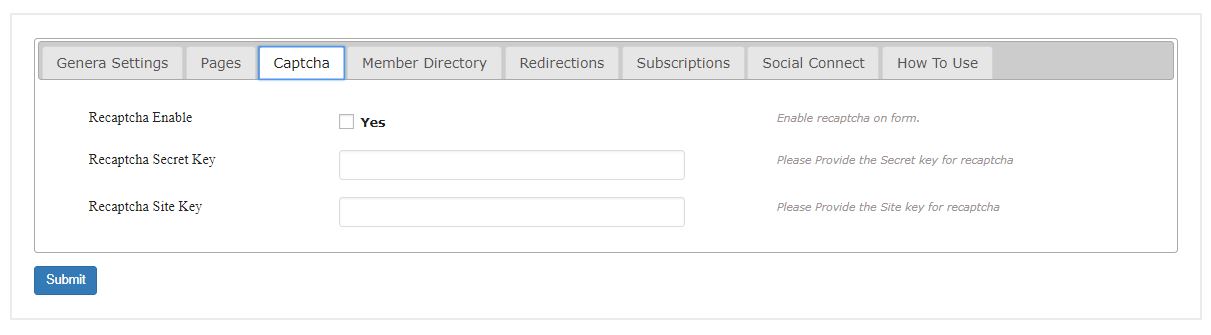 Genera Settings Pages Captcha Member Directory Redirections Subscriptions Social Connect How To Use
Recaptcha Enable Yes Enable recaptcha on form.
Recaptcha Secret Key Please Provide the Secret key for recaptcha
Recaptcha Site Key Please Provide the Site key for recaptcha
Submit